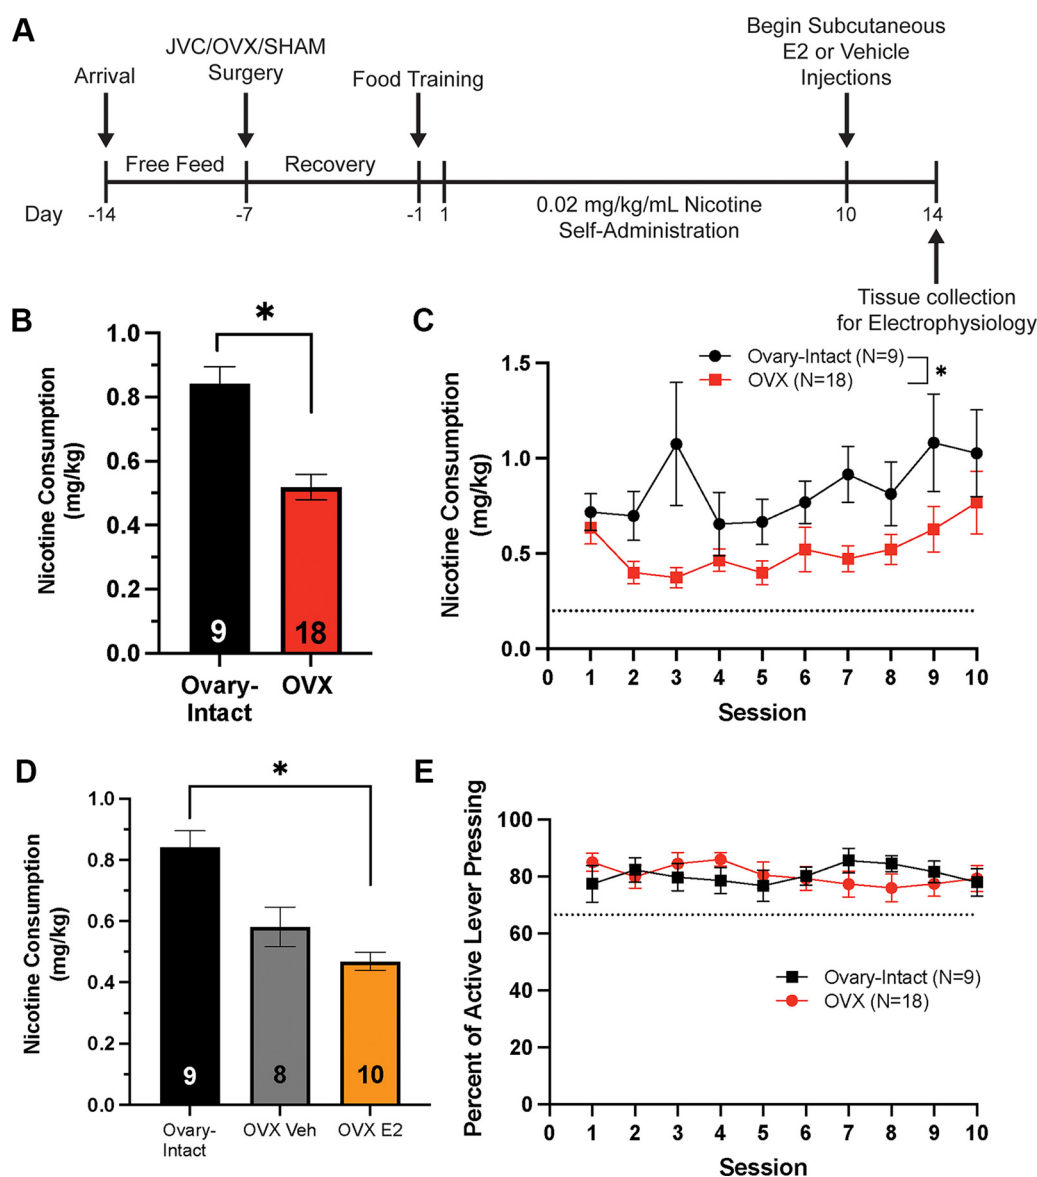 A
Arrival
JVC/OVX/SHAM
Surgery
Food Training
Begin Subcutaneous
E2 or Vehicle
Injections
Free Feed
Recovery
Day
-14
-7
-1
1
0.02 mg/kg/mL Nicotine
Self-Administration
10
14
Tissue collection
for Electrophysiology
B
Nicotine Consumption
(mg/kg)
1.0
0.8
0.6
0.4
0.2
0.0
*
9
18
Ovary-
Intact
OVX
C
Nicotine Consumption
(mg/kg)
1.5
1.0
0.5
0.0
Ovary-Intact (N=9)
OVX (N=18)
*
0 1 2 3 4 5 6 7 8 9 10
Session
D
Nicotine Consumption
(mg/kg)
1.0
0.8
0.6
0.4
0.2
0.0
*
9
8
10
Ovary-
Intact
OVX Veh
OVX E2
E
Percent of Active Lever Pressing
100
80
60
40
20
0
Ovary-Intact (N=9)
OVX (N=18)
0 1 2 3 4 5 6 7 8 9 10
Session